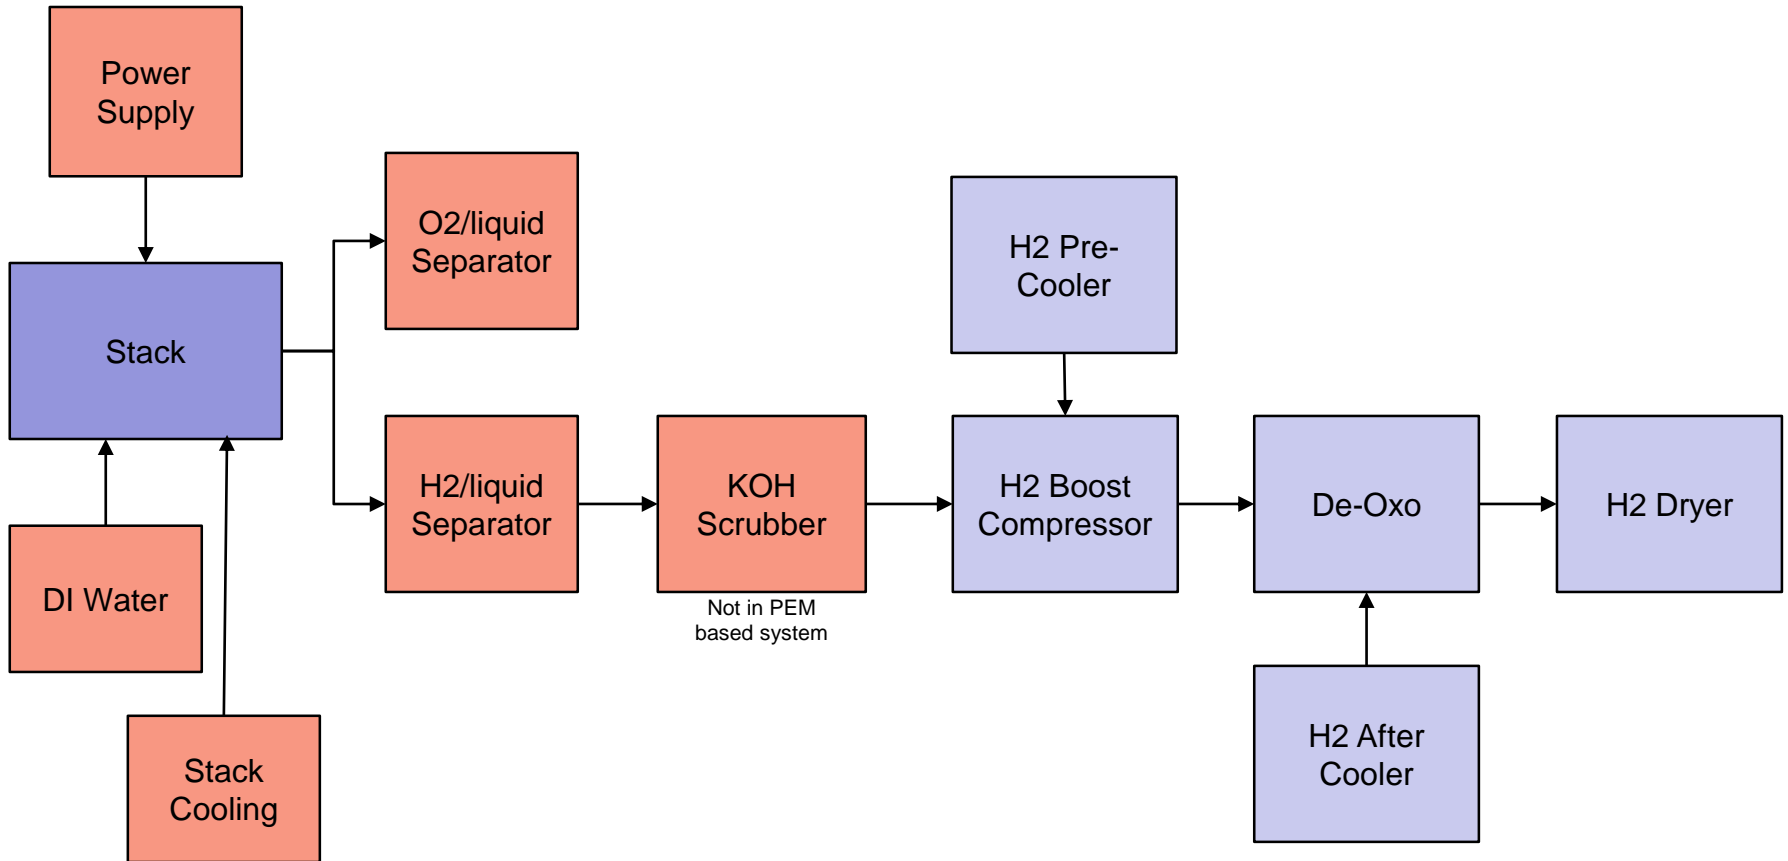 Power
Supply
O2/liquid
Separator
H2 Pre-
Cooler
Stack
H2/liquid
Separator
KOH
Scrubber
H2 Boost
Compressor
De-Oxo
H2 Dryer
DI Water
Not in PEM
based system
Stack
Cooling
H2 After
Cooler